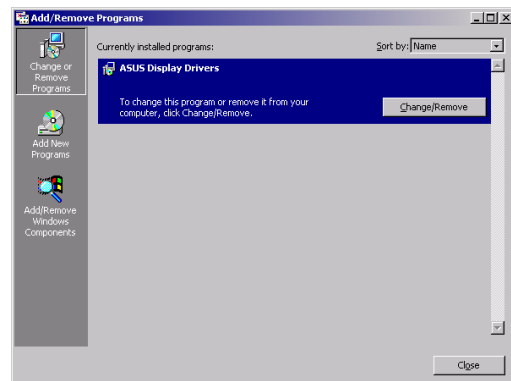 Add/Remove Programs
Change or
Remove
Programs
Add New
Programs
Add/Remove
Windows
Components
Currently installed programs:
Sort by: Name
ASUS Display Drivers
To change this program or remove it from your
computer, click Change/Remove.
Change/Remove
Close